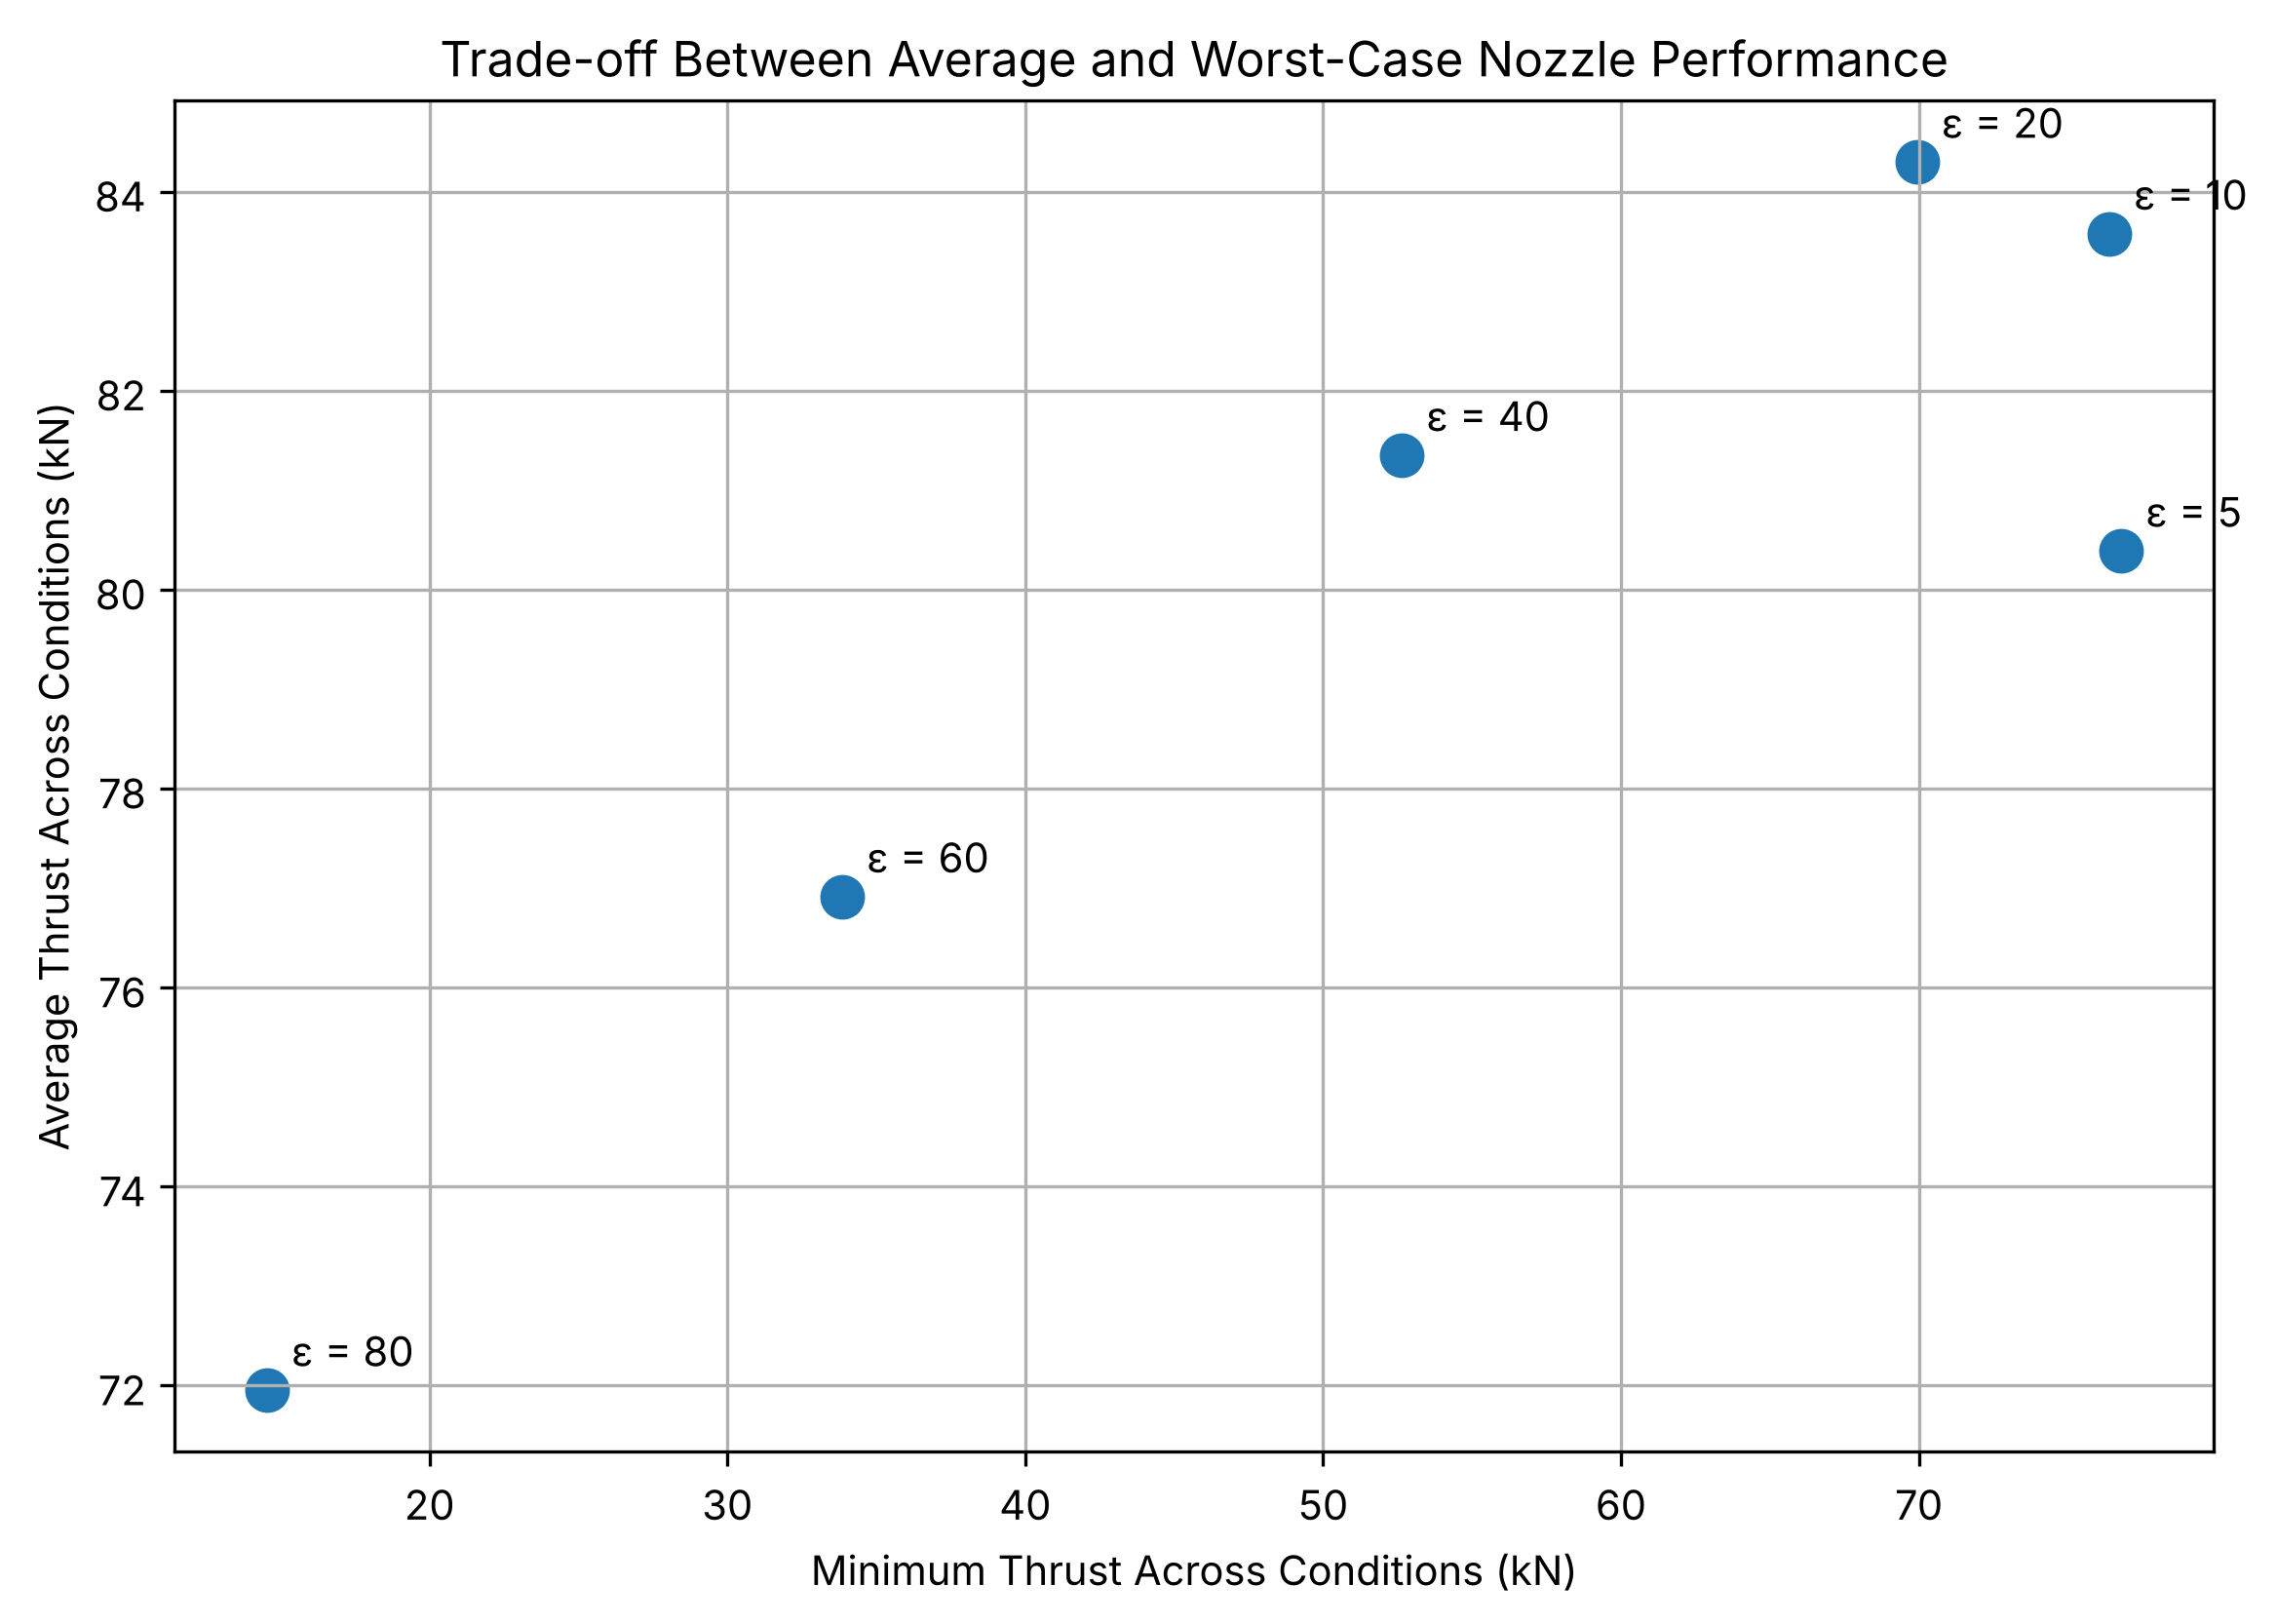 Trade-off Between Average and Worst-Case Nozzle Performance
ε = 20
84
ε = 10
82
ε = 40
ε = 5
80
Average Thrust Across Conditions (kN)
78
ε = 60
76
74
ε = 80
72
20 30 40 50 60 70
Minimum Thrust Across Conditions (kN)